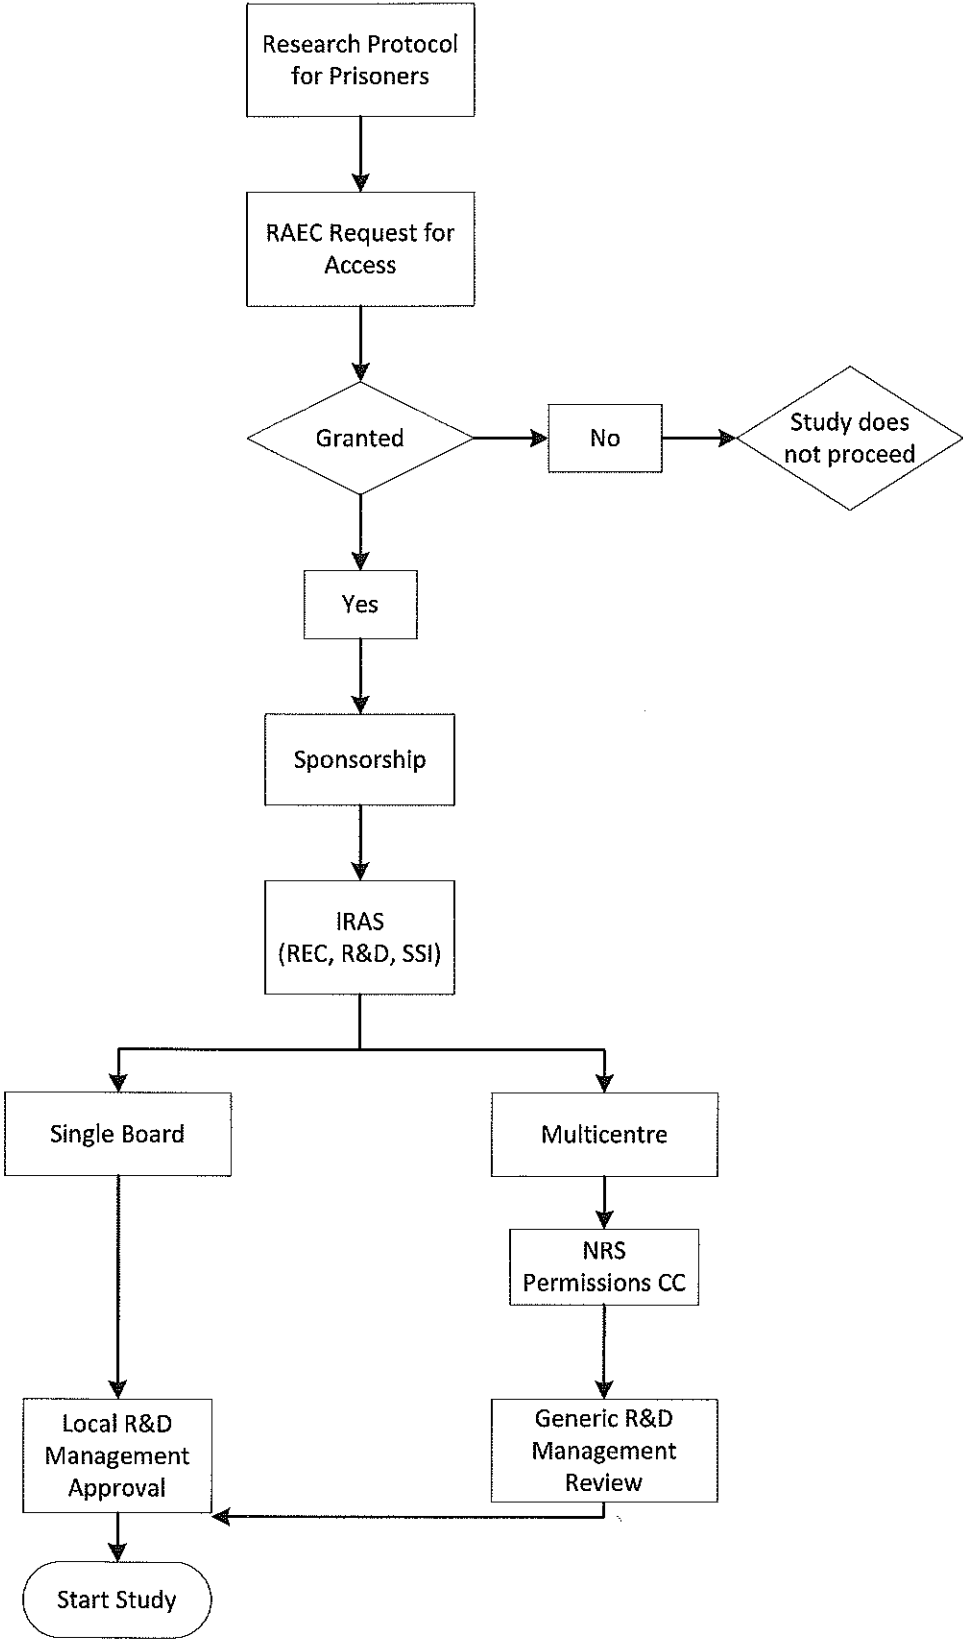 Research Protocol
for Prisoners
RAEC Request for
Access
Granted
No
Study does
not proceed
Yes
Sponsorship
IRAS
(REC, R&D, SSI)
Single Board
Multicentre
NRS
Permissions CC
Local R&D
Management
Approval
Generic R&D
Management
Review
Start Study